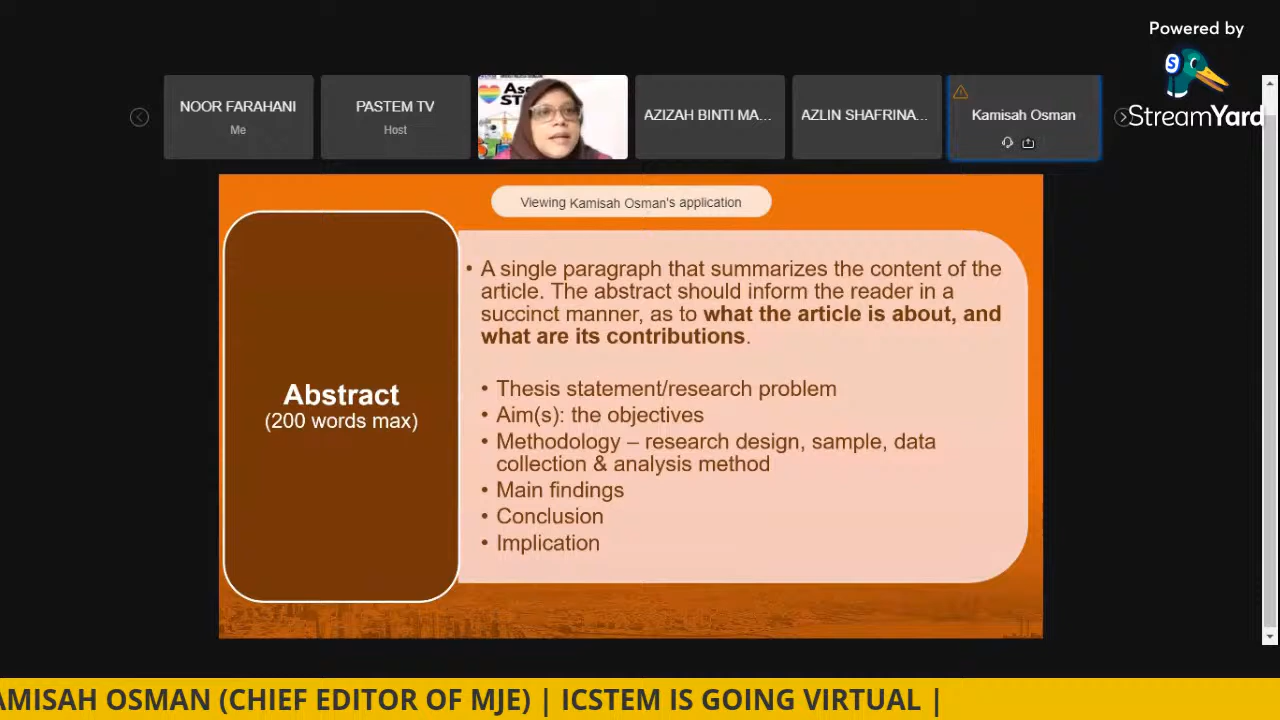 Powered by
S
StreamYard
NOOR FARAHANI
Me
PASTEM TV
Host
AZIZAH BINTI MA...
AZLIN SHAFRINA...
Kamisah Osman
Viewing Kamisah Osman's application
Abstract
(200 words max)
• A single paragraph that summarizes the content of the
article. The abstract should inform the reader in a
succinct manner, as to what the article is about, and
what are its contributions.
• Thesis statement/research problem
• Aim(s): the objectives
• Methodology – research design, sample, data
collection & analysis method
• Main findings
• Conclusion
• Implication
AMISAH OSMAN (CHIEF EDITOR OF MJE) | ICSTEM IS GOING VIRTUAL |